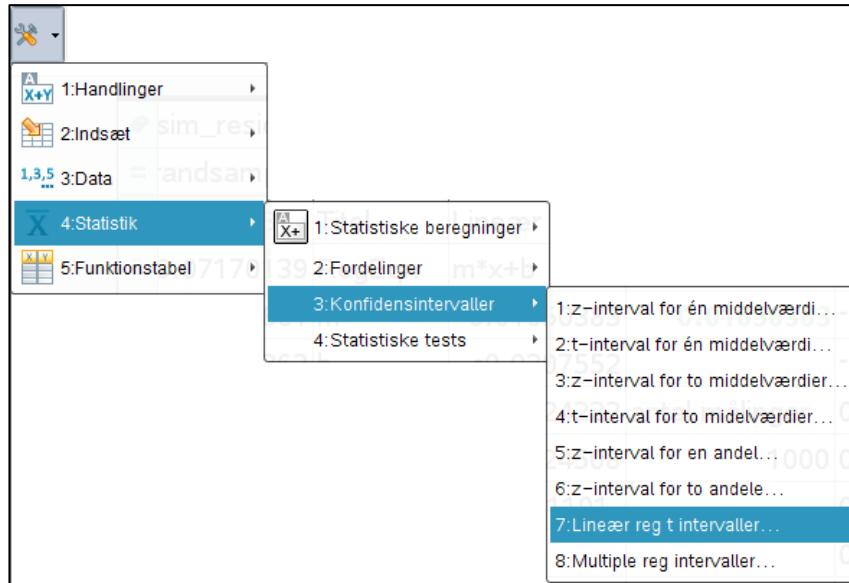 1:Handlinger
2:Indsæt
3:Data
4:Statistik
5:Funktionstabel
1:Statistiske beregninger
2:Fordelinger
3:Konfidensintervaller
4:Statistiske tests
1:z-interval for én middelværdi...
2:t-interval for én middelværdi...
3:z-interval for to middelværdier...
4:t-interval for to midelværdier...
5:z-interval for en andel...
6:z-interval for to andele...
7:Lineær reg t intervaller...
8:Multiple reg intervaller...